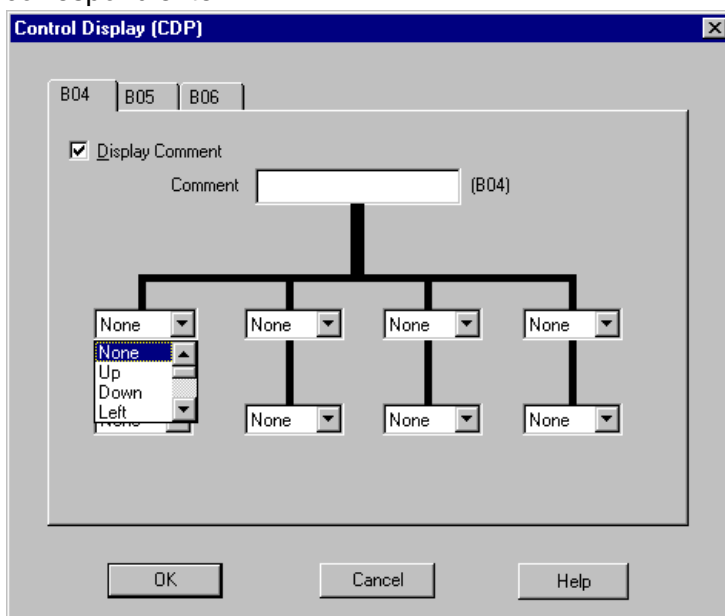 Control Display (CDP)
B04 B05 B06
Display Comment
Comment (B04)
None None None None
None
Up
Down
Left
None None None
OK Cancel Help